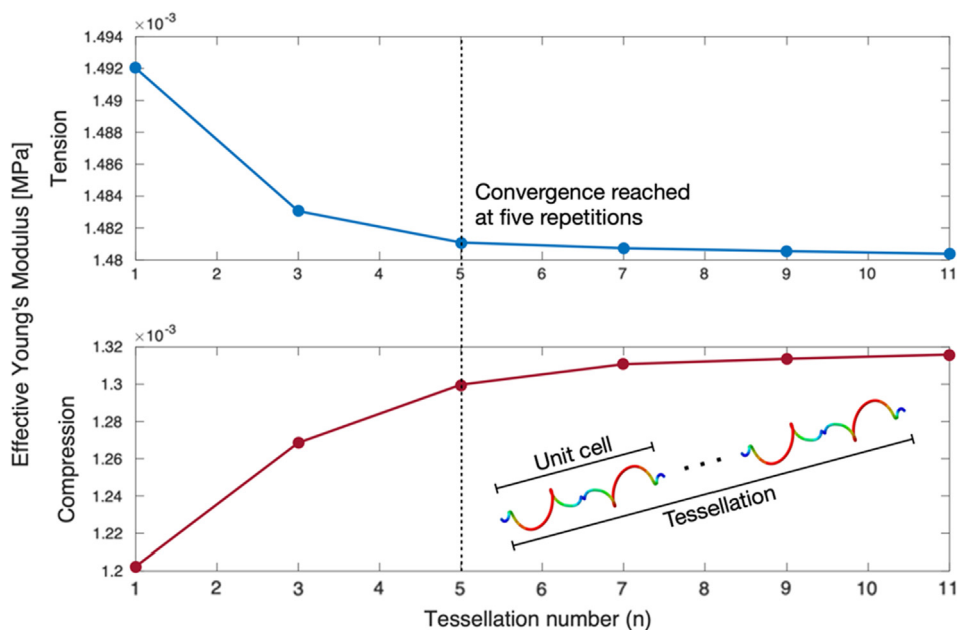 ×10⁻³
1.494
1.492
1.49
1.488
1.486
1.484
1.482
1.48
1 2 3 4 5 6 7 8 9 10 11
Tension
Convergence reached
at five repetitions
Effective Young's Modulus [MPa]
×10⁻³
1.32
1.3
1.28
1.26
1.24
1.22
1.2
1 2 3 4 5 6 7 8 9 10 11
Compression
Unit cell
Tessellation
Tessellation number (n)